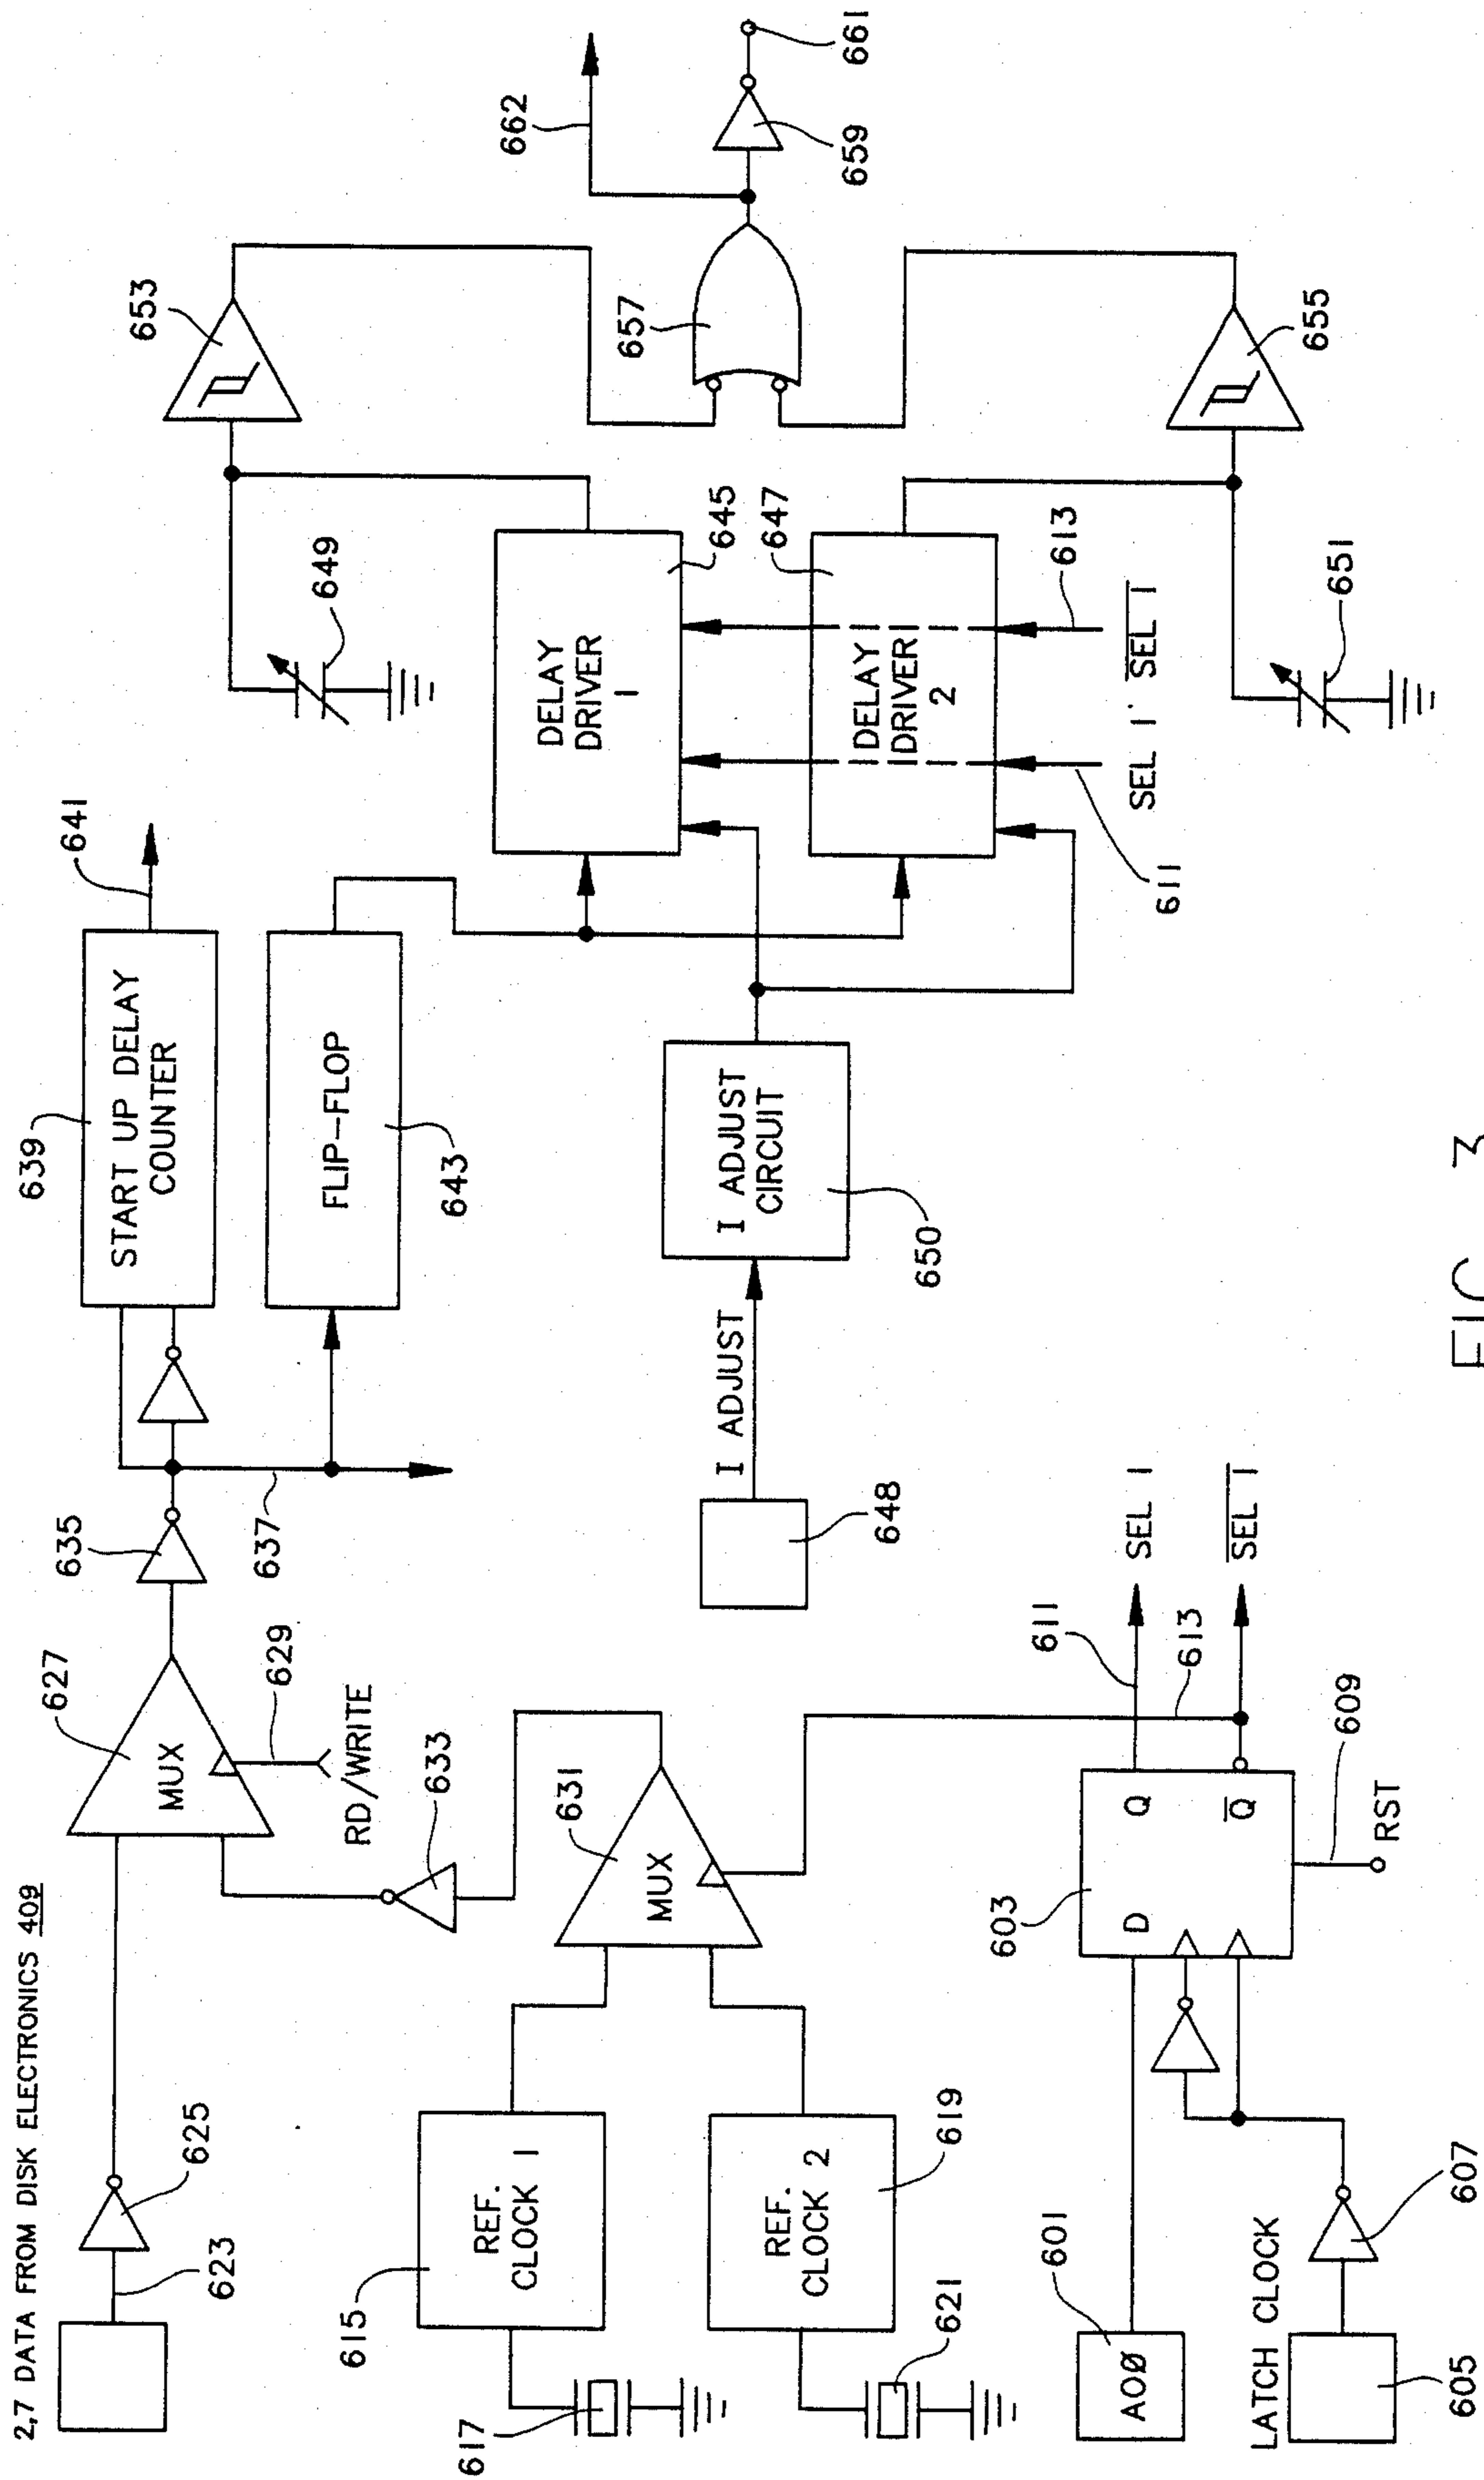 2,7 DATA FROM DISK ELECTRONICS 409
623
625
627
MUX
629
RD/WRITE
635
637
639
START UP DELAY
COUNTER
641
FLIP-FLOP
643
649
653
662
615
REF.
CLOCK 1
617
619
REF.
CLOCK 2
621
631
MUX
633
648
I ADJUST
I ADJUST
CIRCUIT
650
DELAY
DRIVER
1
645
647
DELAY
DRIVER
2
657
659
661
601
AOØ
LATCH CLOCK
605
607
603
D
Q
Q̅
609
RST
611
SEL 1
613
S̅E̅L̅ ̅1̅
611
SEL 1
S̅E̅L̅ ̅1̅
613
651
655
FIG. 3